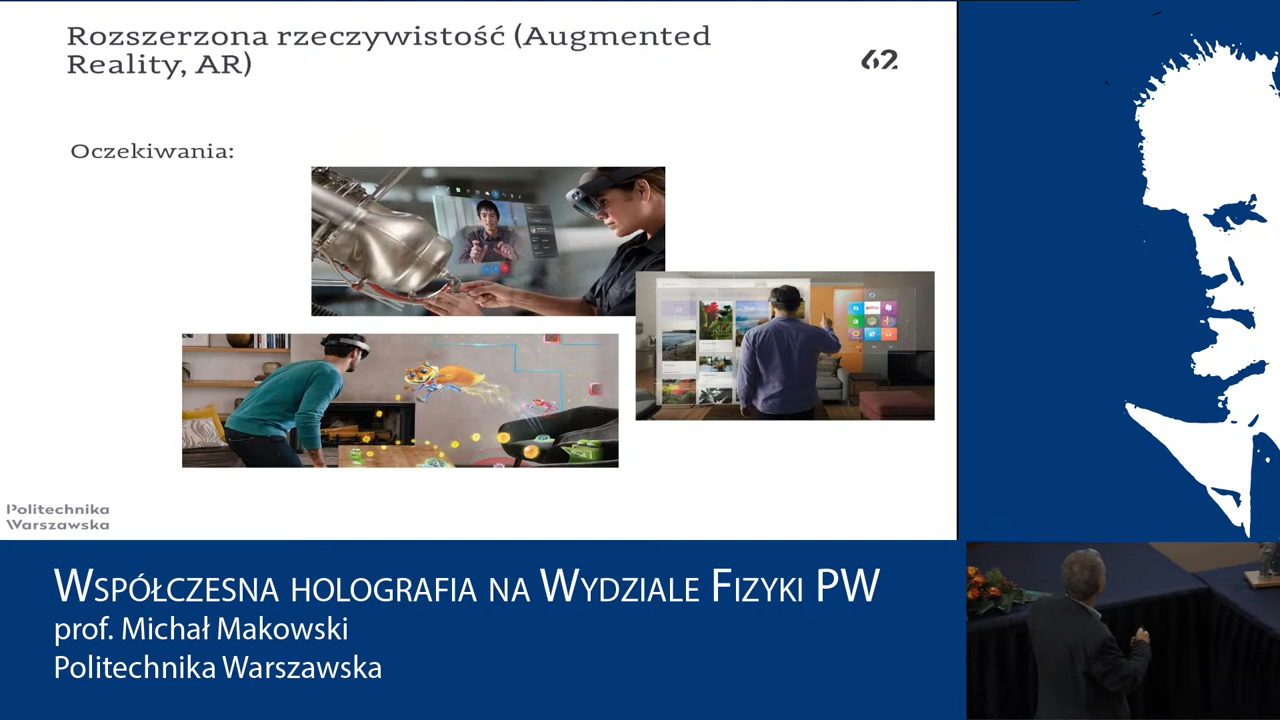 Rozszerzona rzeczywistość (Augmented
Reality, AR)
62
Oczekiwania:
Politechnika
Warszawska
Współczesna holografia na Wydziale Fizyki PW
prof. Michał Makowski
Politechnika Warszawska